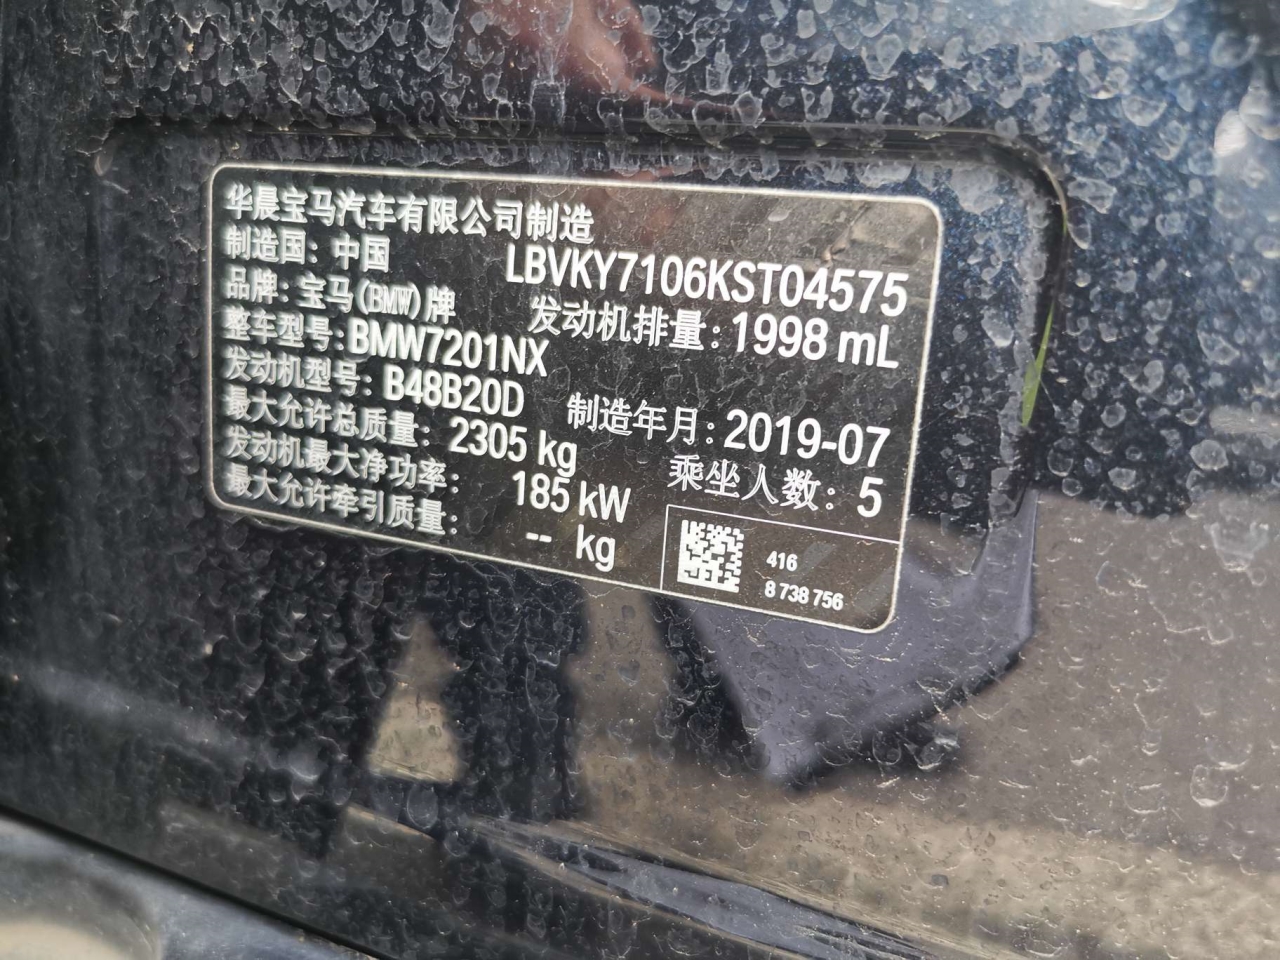 华晨宝马汽车有限公司制造
制造国: 中国
LBVKY7106KST04575
品牌: 宝马(BMW)牌
发动机排量: 1998 mL
整车型号: BMW7201NX
发动机型号: B48B20D
制造年月: 2019-07
最大允许总质量: 2305 kg
乘坐人数: 5
发动机最大净功率: 185 kW
最大允许牵引质量: -- kg
416
8 738 756